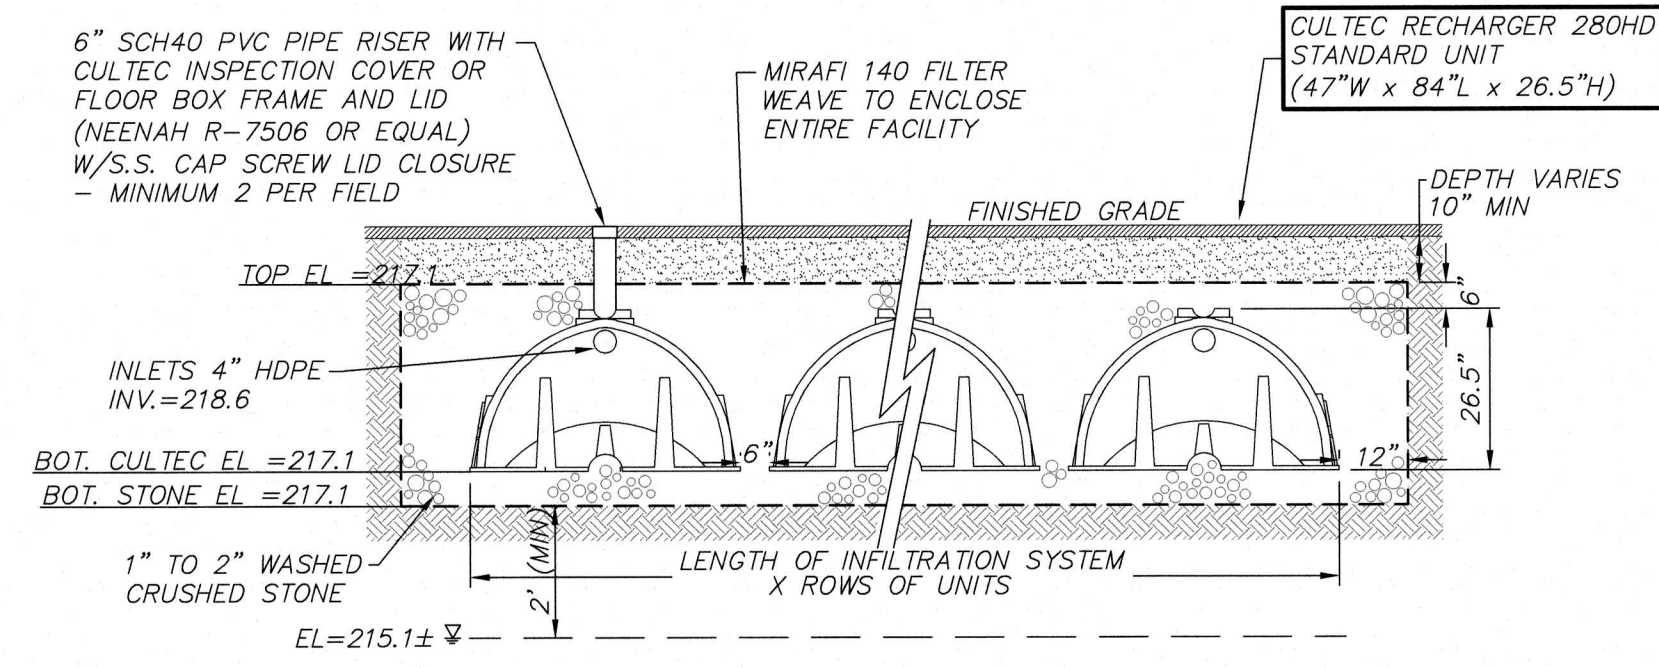 6" SCH40 PVC PIPE RISER WITH
CULTEC INSPECTION COVER OR
FLOOR BOX FRAME AND LID
(NEENAH R-7506 OR EQUAL)
W/S.S. CAP SCREW LID CLOSURE
- MINIMUM 2 PER FIELD
MIRAFI 140 FILTER
WEAVE TO ENCLOSE
ENTIRE FACILITY
CULTEC RECHARGER 280HD
STANDARD UNIT
(47"W x 84"L x 26.5"H)
DEPTH VARIES
10" MIN
FINISHED GRADE
TOP EL =217.1
6"
26.5"
INLETS 4" HDPE
INV.=218.6
6"
12"
BOT. CULTEC EL =217.1
BOT. STONE EL =217.1
1" TO 2" WASHED
CRUSHED STONE
2' (MIN)
LENGTH OF INFILTRATION SYSTEM
X ROWS OF UNITS
EL=215.1±